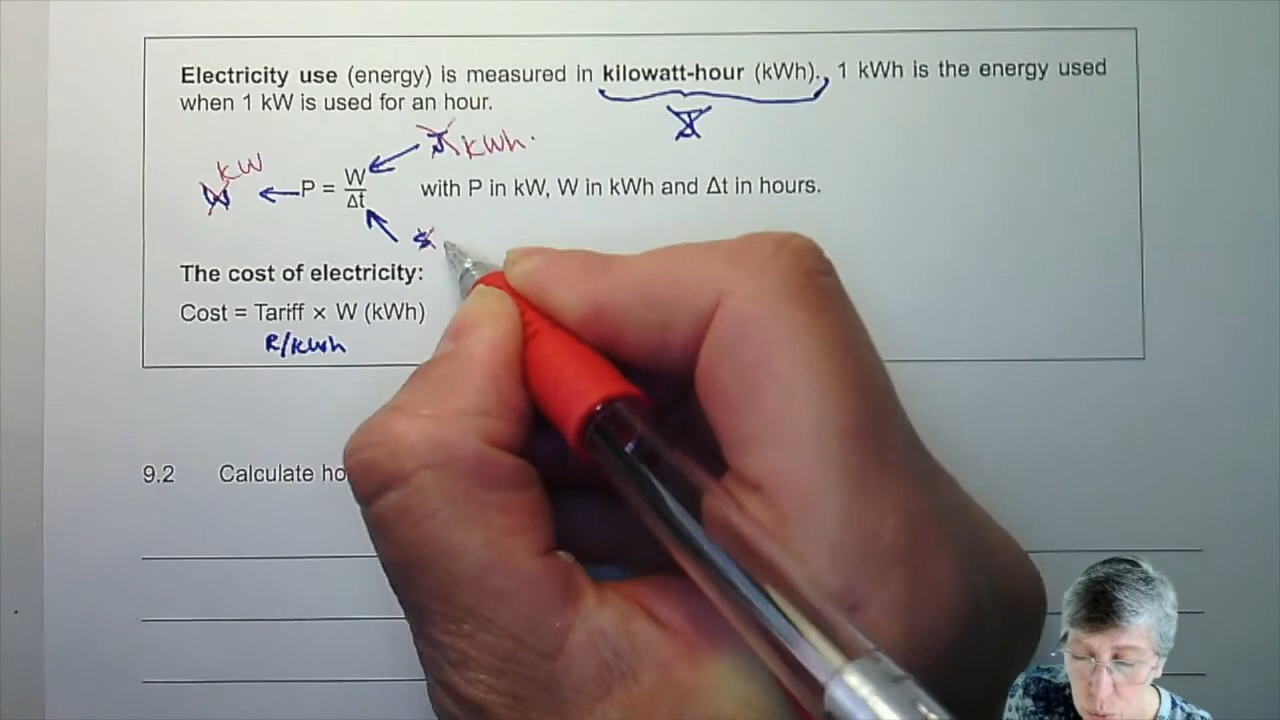 Electricity use (energy) is measured in kilowatt-hour (kWh). 1 kWh is the energy used
when 1 kW is used for an hour.
J
J kWh.
kW
W P = W/Δt with P in kW, W in kWh and Δt in hours.
s
The cost of electricity:
Cost = Tariff × W (kWh)
R/kWh
9.2 Calculate